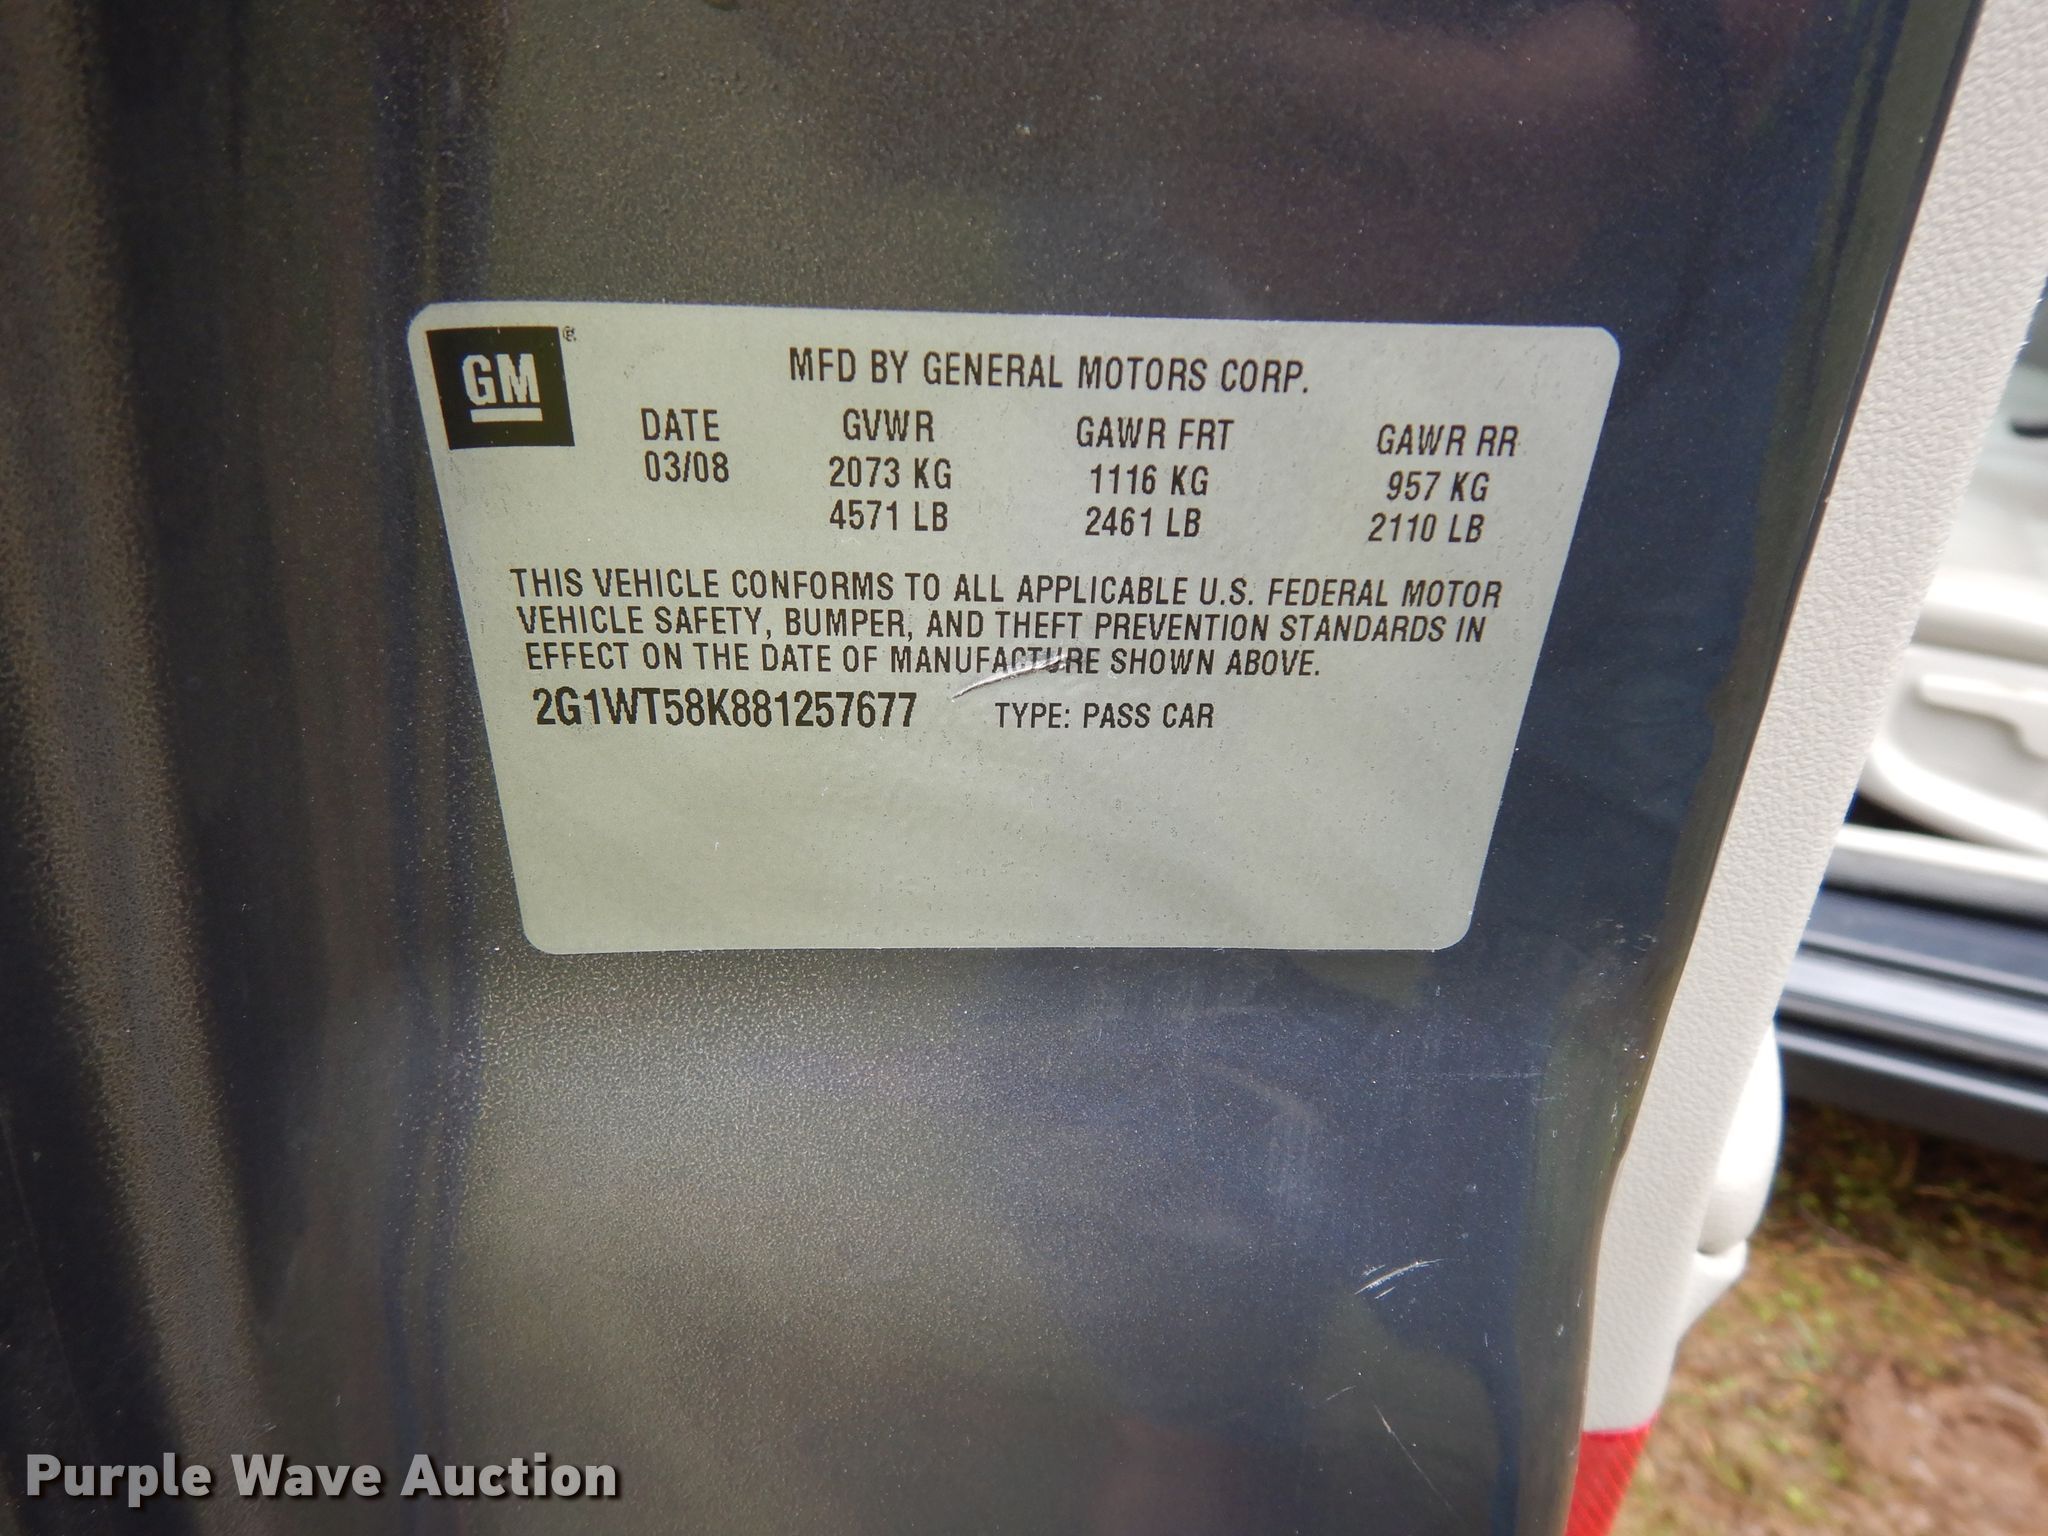 GM ®
MFD BY GENERAL MOTORS CORP.
DATE GVWR GAWR FRT GAWR RR
03/08 2073 KG 1116 KG 957 KG
4571 LB 2461 LB 2110 LB
THIS VEHICLE CONFORMS TO ALL APPLICABLE U.S. FEDERAL MOTOR
VEHICLE SAFETY, BUMPER, AND THEFT PREVENTION STANDARDS IN
EFFECT ON THE DATE OF MANUFACTURE SHOWN ABOVE.
2G1WT58K881257677 TYPE: PASS CAR
Purple Wave Auction